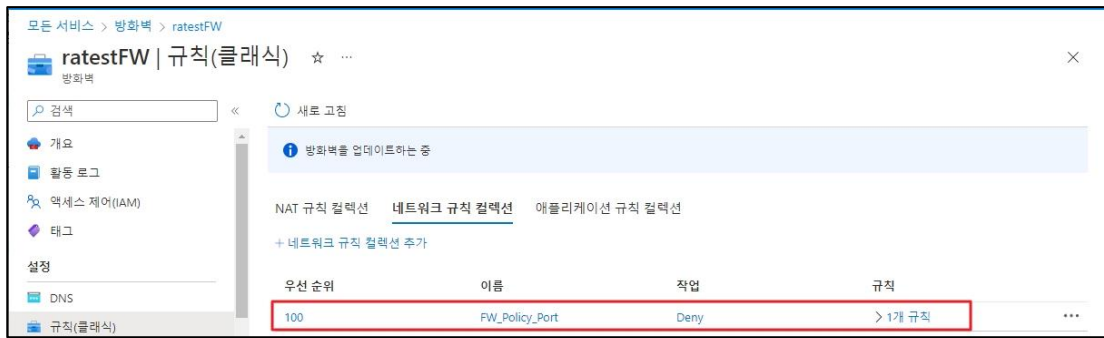 모든 서비스 > 방화벽 > ratestFW
ratestFW | 규칙(클래식) ☆ ···
방화벽
검색 «
새로 고침
개요
방화벽을 업데이트하는 중
활동 로그
액세스 제어(IAM)
NAT 규칙 컬렉션 네트워크 규칙 컬렉션 애플리케이션 규칙 컬렉션
태그
+ 네트워크 규칙 컬렉션 추가
설정
우선 순위 이름 작업 규칙
DNS
100 FW_Policy_Port Deny > 1개 규칙 ···
규칙(클래식)